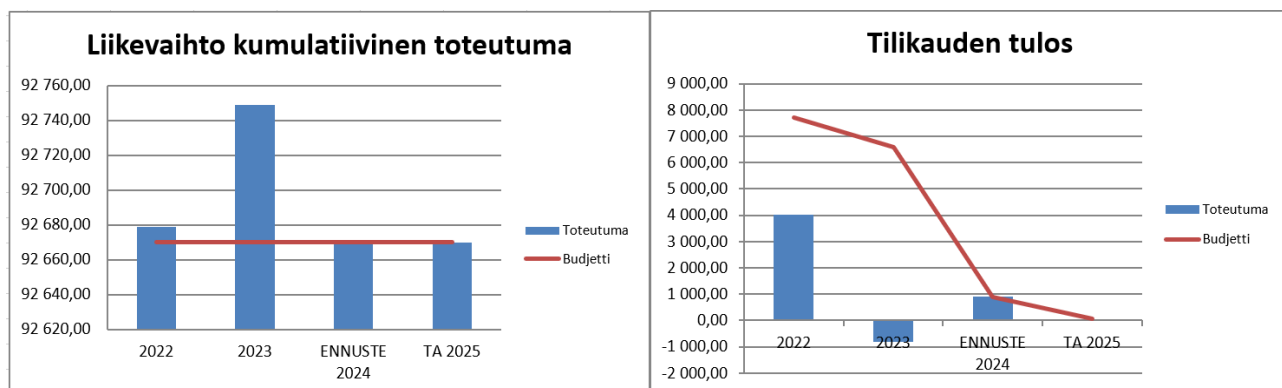 Liikevaihto kumulatiivinen toteutuma
92 760,00
92 740,00
92 720,00
92 700,00
92 680,00
92 660,00
92 640,00
92 620,00
2022
2023
ENNUSTE
2024
TA 2025
Toteutuma
Budjetti
Tilikauden tulos
9 000,00
8 000,00
7 000,00
6 000,00
5 000,00
4 000,00
3 000,00
2 000,00
1 000,00
0,00
-1 000,00
-2 000,00
2022
2023
ENNUSTE
2024
TA 2025
Toteutuma
Budjetti